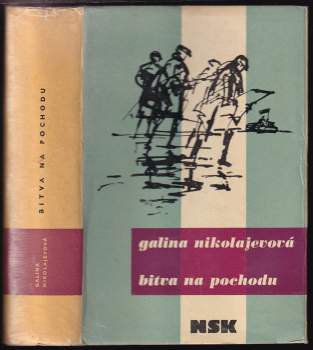 BITVA NA POCHODU
GALINA
NIKOLAJEVOVÁ
galina nikolajevová
bitva na pochodu
NSK